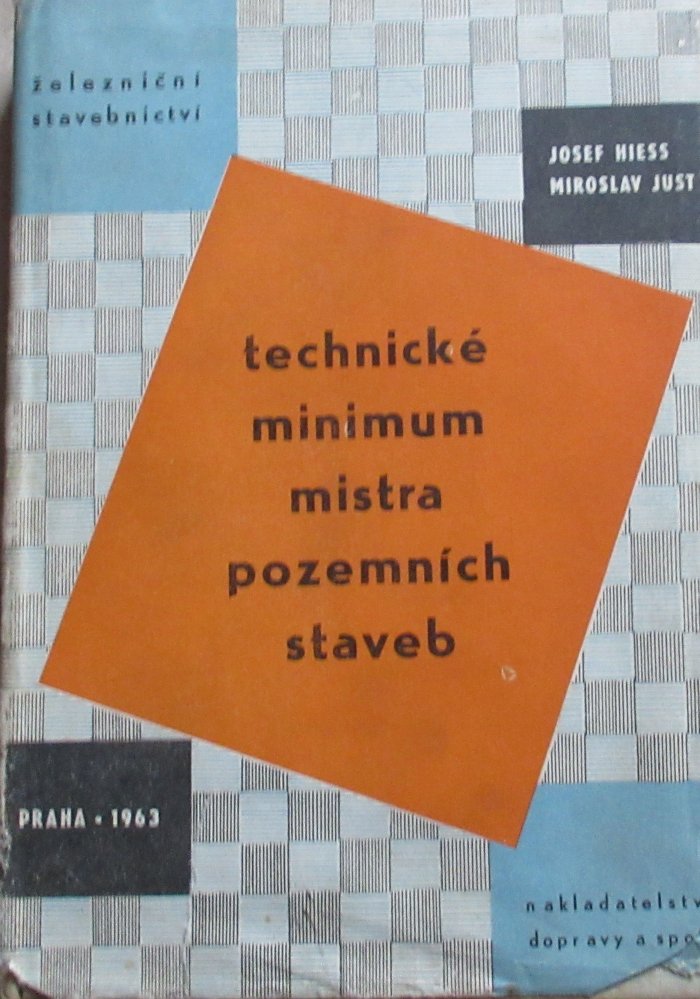 železniční
stavebnictví
JOSEF HIESS
MIROSLAV JUST
technické
minimum
mistra
pozemních
staveb
PRAHA • 1963
nakladatelstv
dopravy a spo